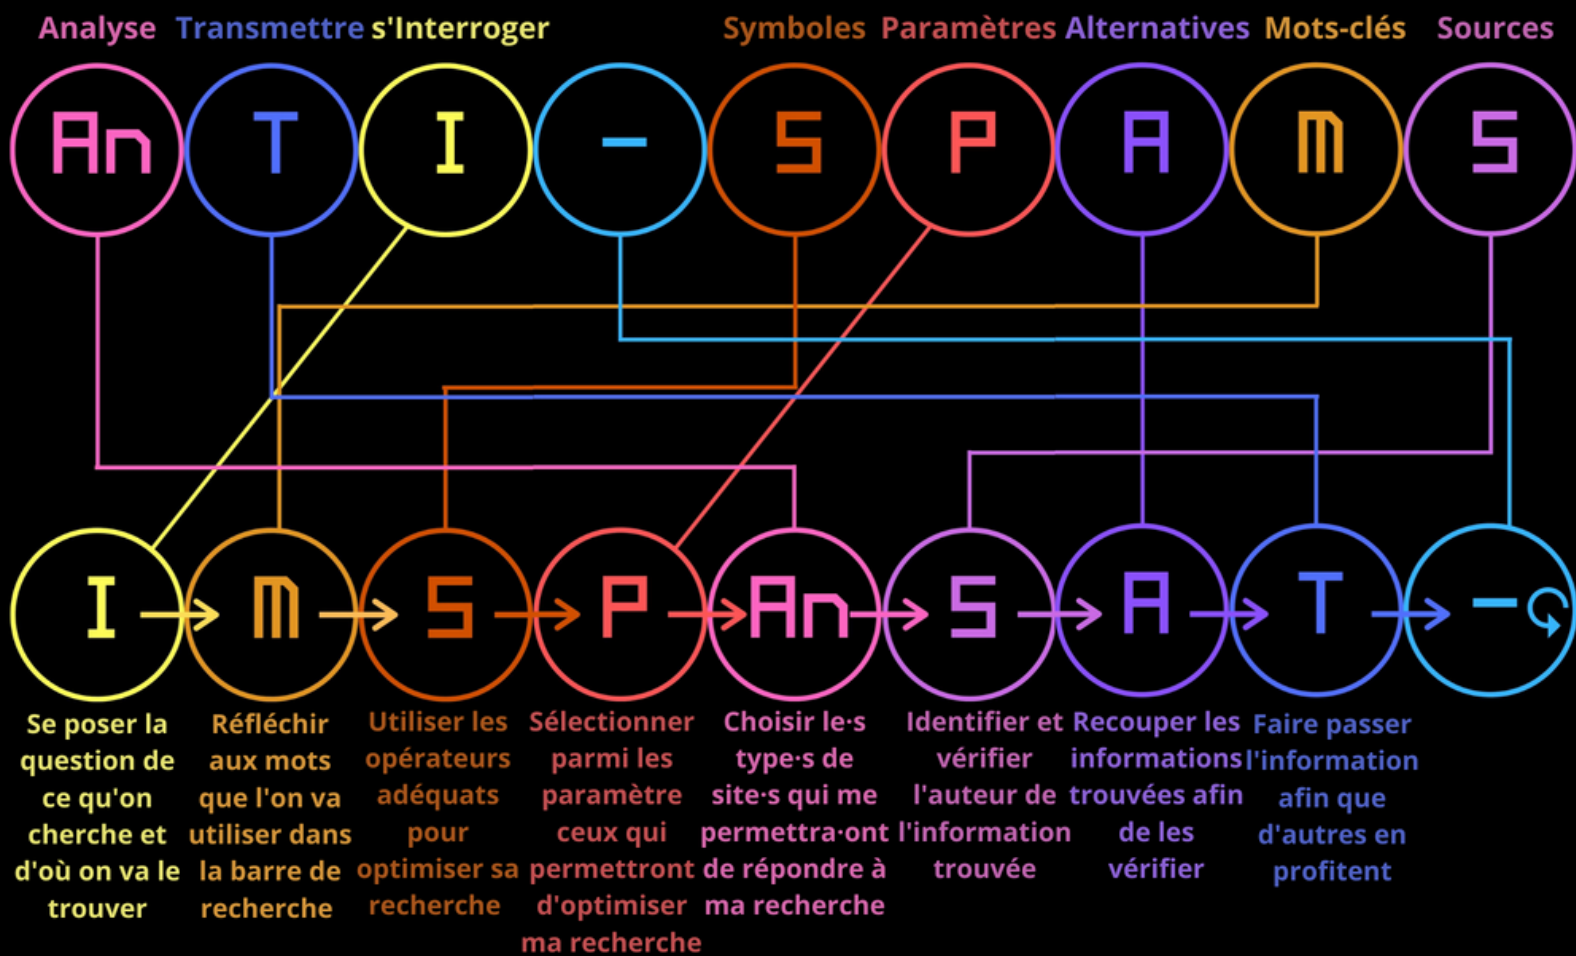 Analyse Transmettre s'Interroger Symboles Paramètres Alternatives Mots-clés Sources
An T I - S P A M S
I M S P An S A T -
Se poser la
question de
ce qu'on
cherche et
d'où on va le
trouver
Réfléchir
aux mots
que l'on va
utiliser dans
la barre de
recherche
Utiliser les
opérateurs
adéquats
pour
optimiser sa
recherche
Sélectionner
parmi les
paramètre
ceux qui
permettront
d'optimiser
ma recherche
Choisir le·s
type·s de
site·s qui me
permettra·ont
de répondre à
ma recherche
Identifier et
vérifier
l'auteur de
l'information
trouvée
Recouper les
informations
trouvées afin
de les
vérifier
Faire passer
l'information
afin que
d'autres en
profitent